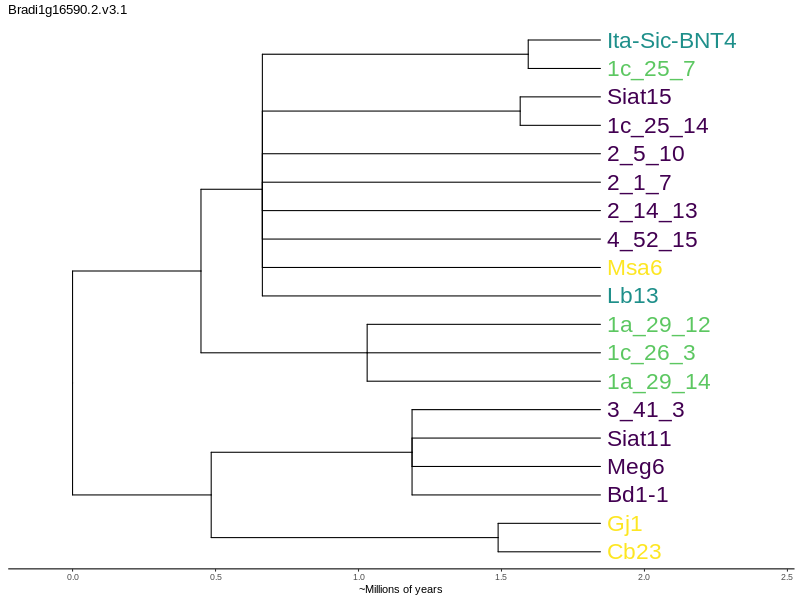 Bradi1g16590.2.v3.1
Ita-Sic-BNT4
1c_25_7
Siat15
1c_25_14
2_5_10
2_1_7
2_14_13
4_52_15
Msa6
Lb13
1a_29_12
1c_26_3
1a_29_14
3_41_3
Siat11
Meg6
Bd1-1
Gj1
Cb23
0.0 0.5 1.0 1.5 2.0 2.5
~Millions of years